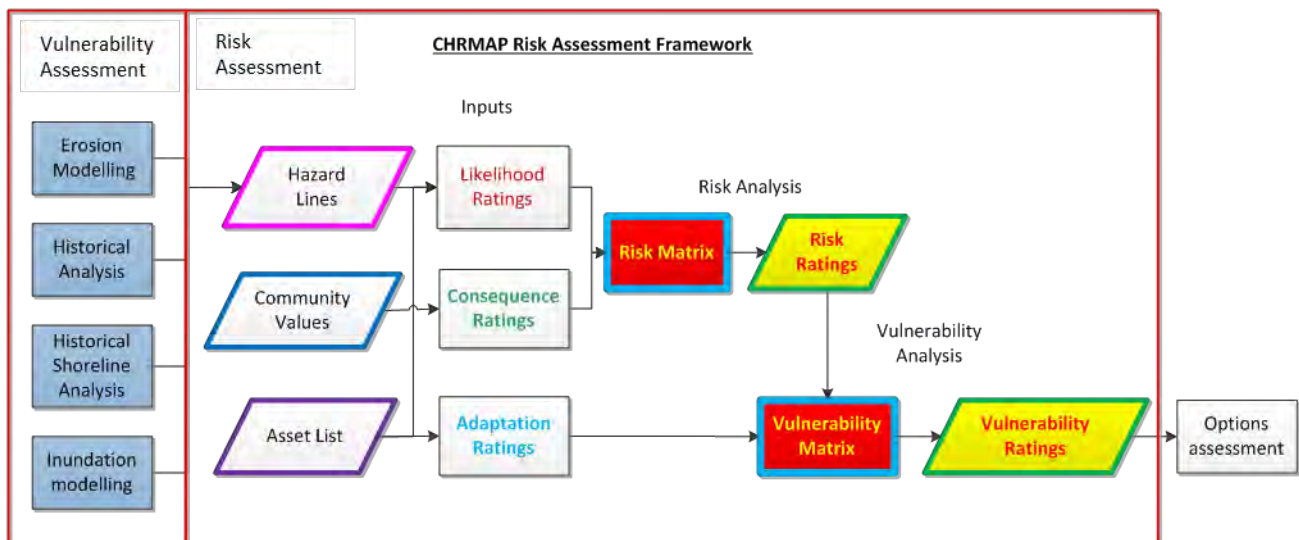 Vulnerability
Assessment
Risk
Assessment
CHRMAP Risk Assessment Framework
Inputs
Erosion
Modelling
Hazard
Lines
Likelihood
Ratings
Risk Analysis
Historical
Analysis
Risk Matrix
Risk
Ratings
Community
Values
Consequence
Ratings
Historical
Shoreline
Analysis
Vulnerability
Analysis
Asset List
Adaptation
Ratings
Vulnerability
Matrix
Vulnerability
Ratings
Options
assessment
Inundation
modelling